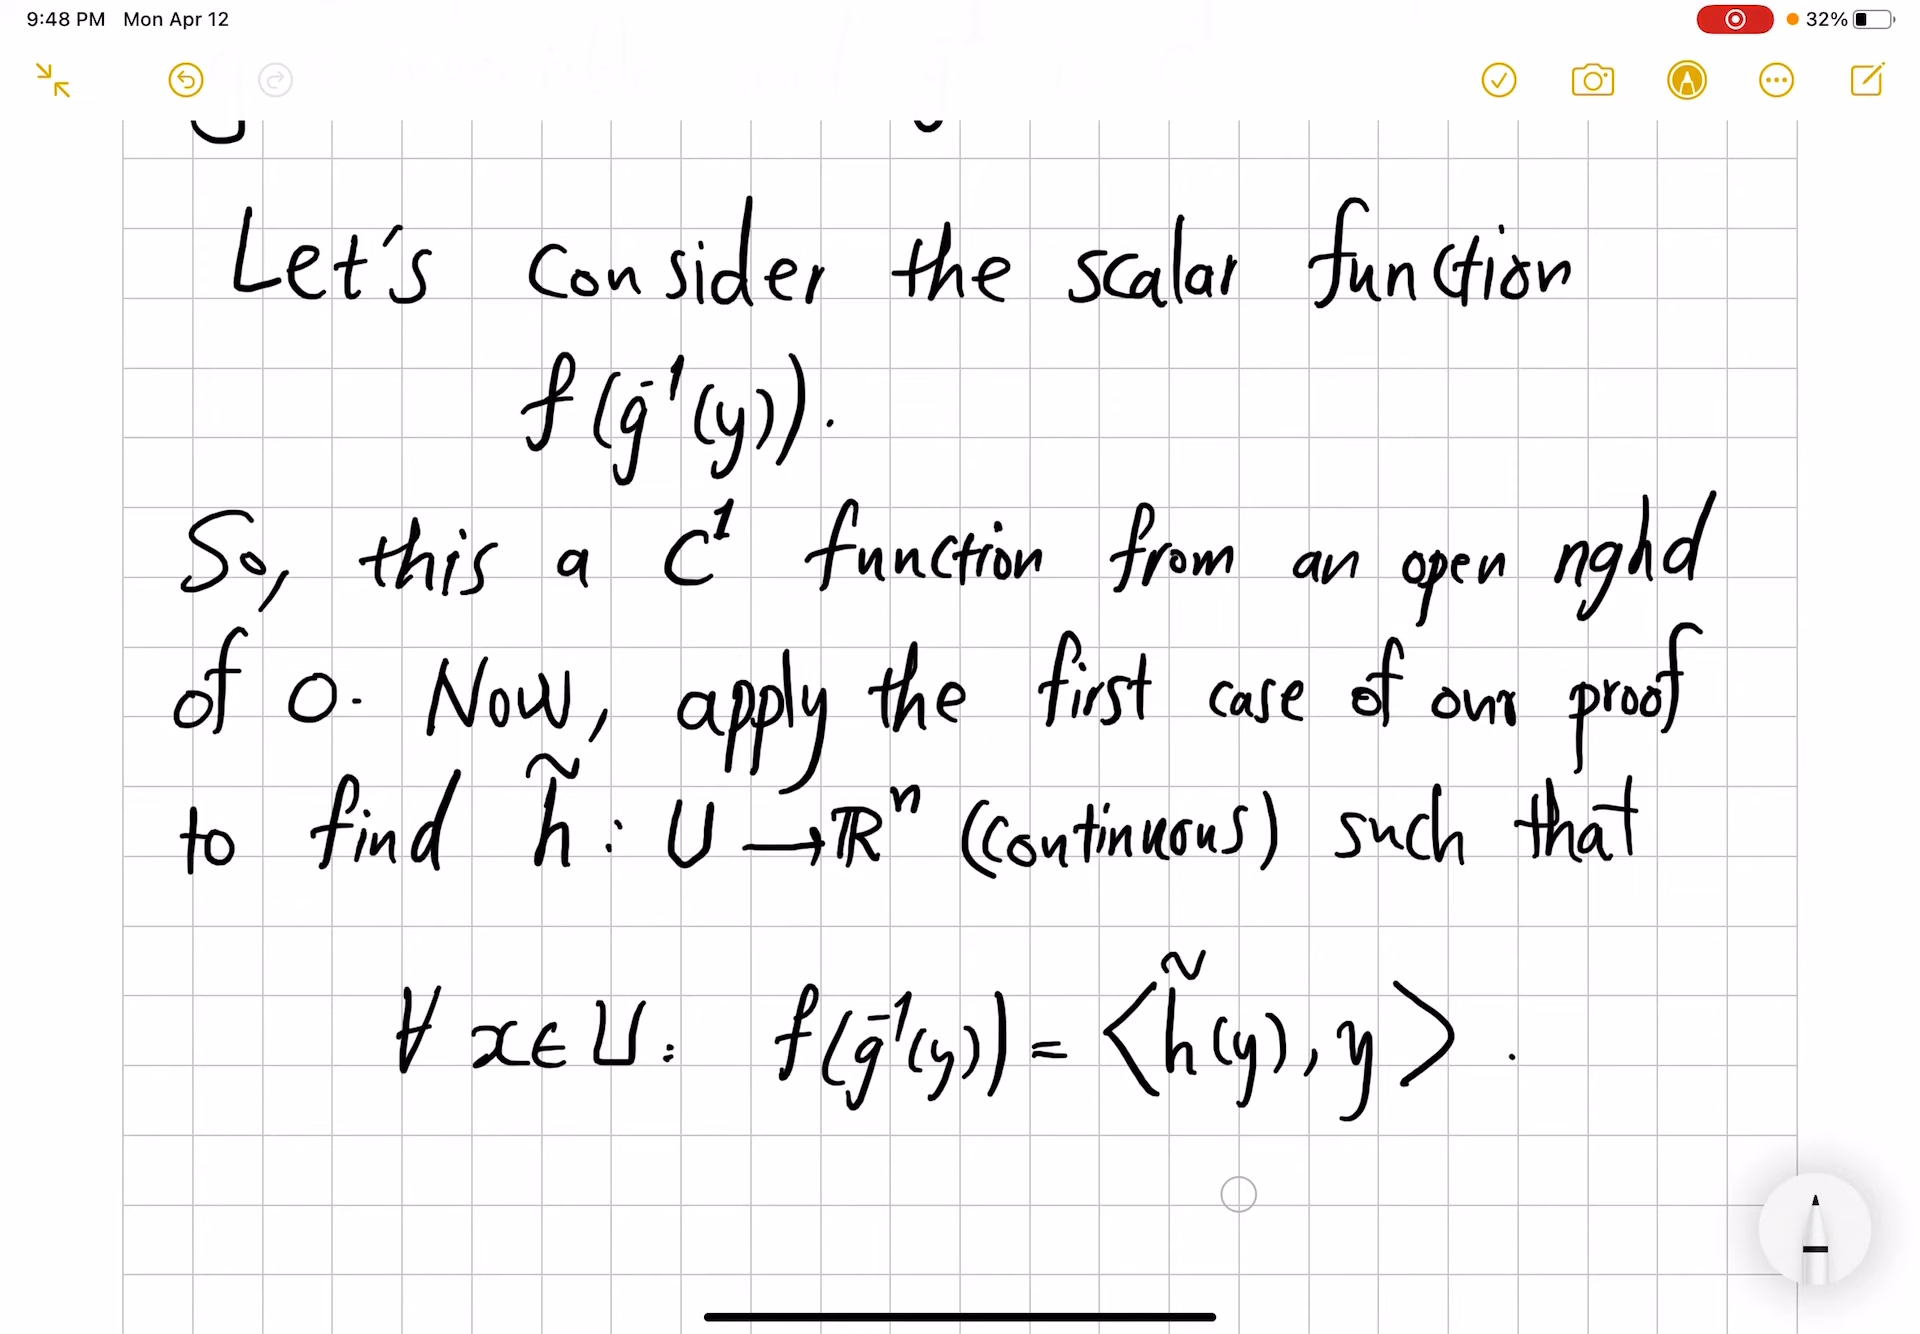 9:48 PM Mon Apr 12 32%
Let's consider the scalar function
f(g⁻¹(y)).
So, this a C¹ function from an open nghd
of 0. Now, apply the first case of our proof
to find h̃ : U → ℝⁿ (continuous) such that
∀ x ∈ U : f(g⁻¹(y)) = ⟨h̃(y), y⟩ .